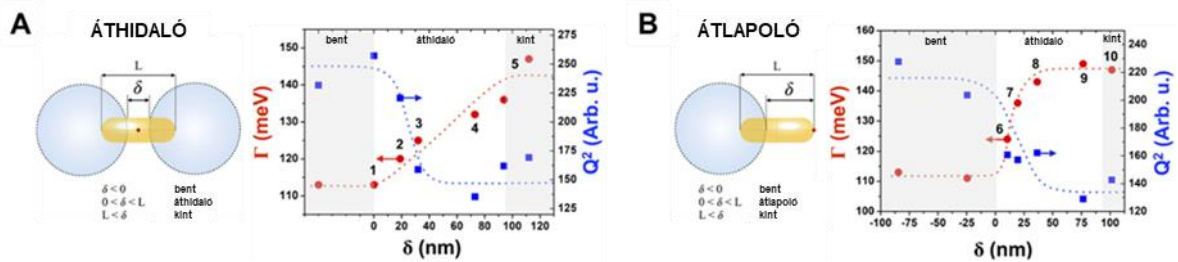 A
ÁTHIDALÓ
L
δ
δ < 0 bent
0 < δ < L áthidaló
L < δ kint
bent áthidaló kint
Γ (meV)
150
140
130
120
110
1
2
3
4
5
275
250
225
200
175
150
125
Q² (Arb. u.)
0 20 40 60 80 100 120
δ (nm)
B
ÁTLAPOLÓ
L
δ
δ < 0 bent
0 < δ < L átlapoló
L < δ kint
bent áthidaló kint
Γ (meV)
160
150
140
130
120
110
100
6
7
8
9
10
240
220
200
180
160
140
120
Q² (Arb. u.)
-100 -75 -50 -25 0 25 50 75 100
δ (nm)